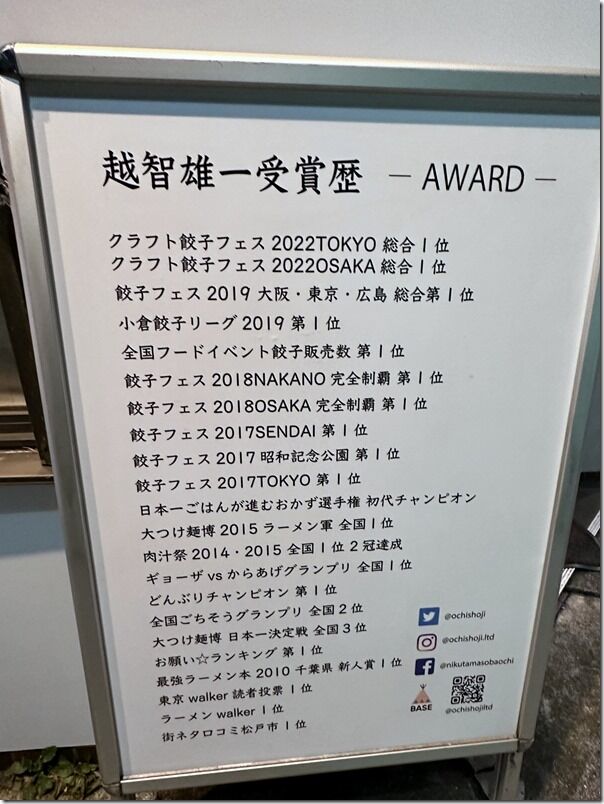 越智雄一受賞歴 － AWARD －
クラフト餃子フェス 2022TOKYO 総合1位
クラフト餃子フェス 2022OSAKA 総合1位
餃子フェス 2019 大阪・東京・広島 総合第1位
小倉餃子リーグ 2019 第1位
全国フードイベント餃子販売数 第1位
餃子フェス 2018NAKANO 完全制覇 第1位
餃子フェス 2018OSAKA 完全制覇 第1位
餃子フェス 2017SENDAI 第1位
餃子フェス 2017 昭和記念公園 第1位
餃子フェス 2017TOKYO 第1位
日本一ごはんが進むおかず選手権 初代チャンピオン
大つけ麺博 2015 ラーメン軍 全国1位
肉汁祭 2014・2015 全国1位 2冠達成
ギョーザ vs からあげグランプリ 全国1位
どんぶりチャンピオン 第1位
全国ごちそうグランプリ 全国2位
大つけ麺博 日本一決定戦 全国3位
お願い☆ランキング 第1位
最強ラーメン本 2010 千葉県 新人賞1位
東京 walker 読者投票1位
ラーメン walker 1位
街ネタロコミ松戸市1位
@ochishoji
@ochishoji.ltd
@nikutamasobaochi
BASE
@ochishojiltd